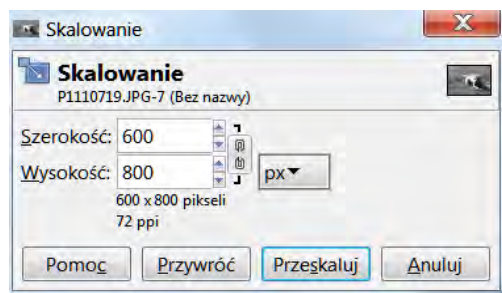 Skalowanie
Skalowanie
P1110719.JPG-7 (Bez nazwy)
Szerokość: 600
Wysokość: 800 px
600 x 800 pikseli
72 ppi
Pomoc Przywróć Przeskaluj Anuluj